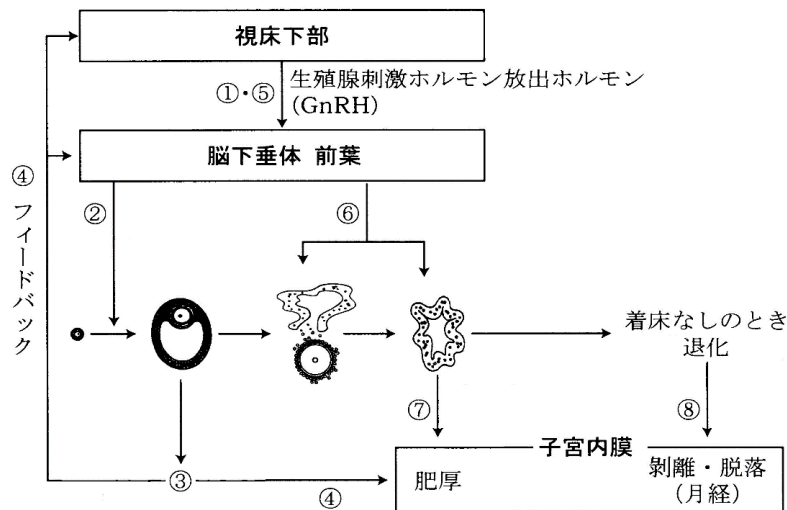 視床下部
①・⑤
生殖腺刺激ホルモン放出ホルモン
(GnRH)
脳下垂体 前葉
④ フィードバック
②
⑥
着床なしのとき
退化
⑦
⑧
子宮内膜
③
④
肥厚
剝離・脱落
(月経)